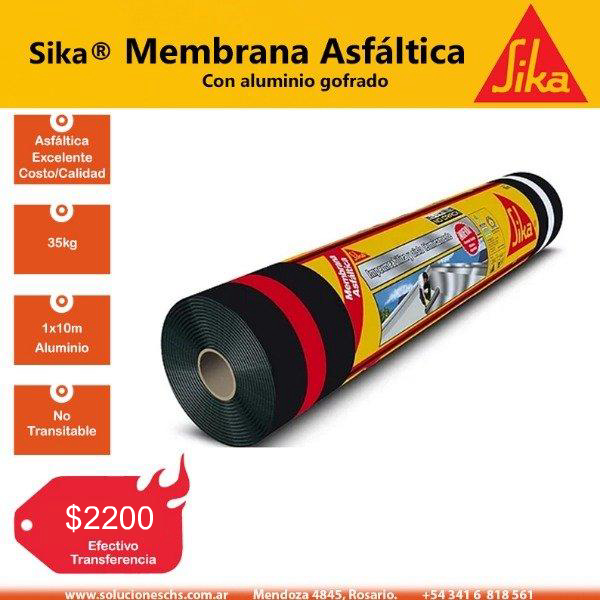 Sika® Membrana Asfáltica
Con aluminio gofrado
Sika
Asfáltica
Excelente
Costo/Calidad
35kg
1x10m
Aluminio
No
Transitable
Membrana
Asfáltica
Sika
$2200
Efectivo
Transferencia
www.solucioneschs.com.ar Mendoza 4845, Rosario. +54 341 6 818 561